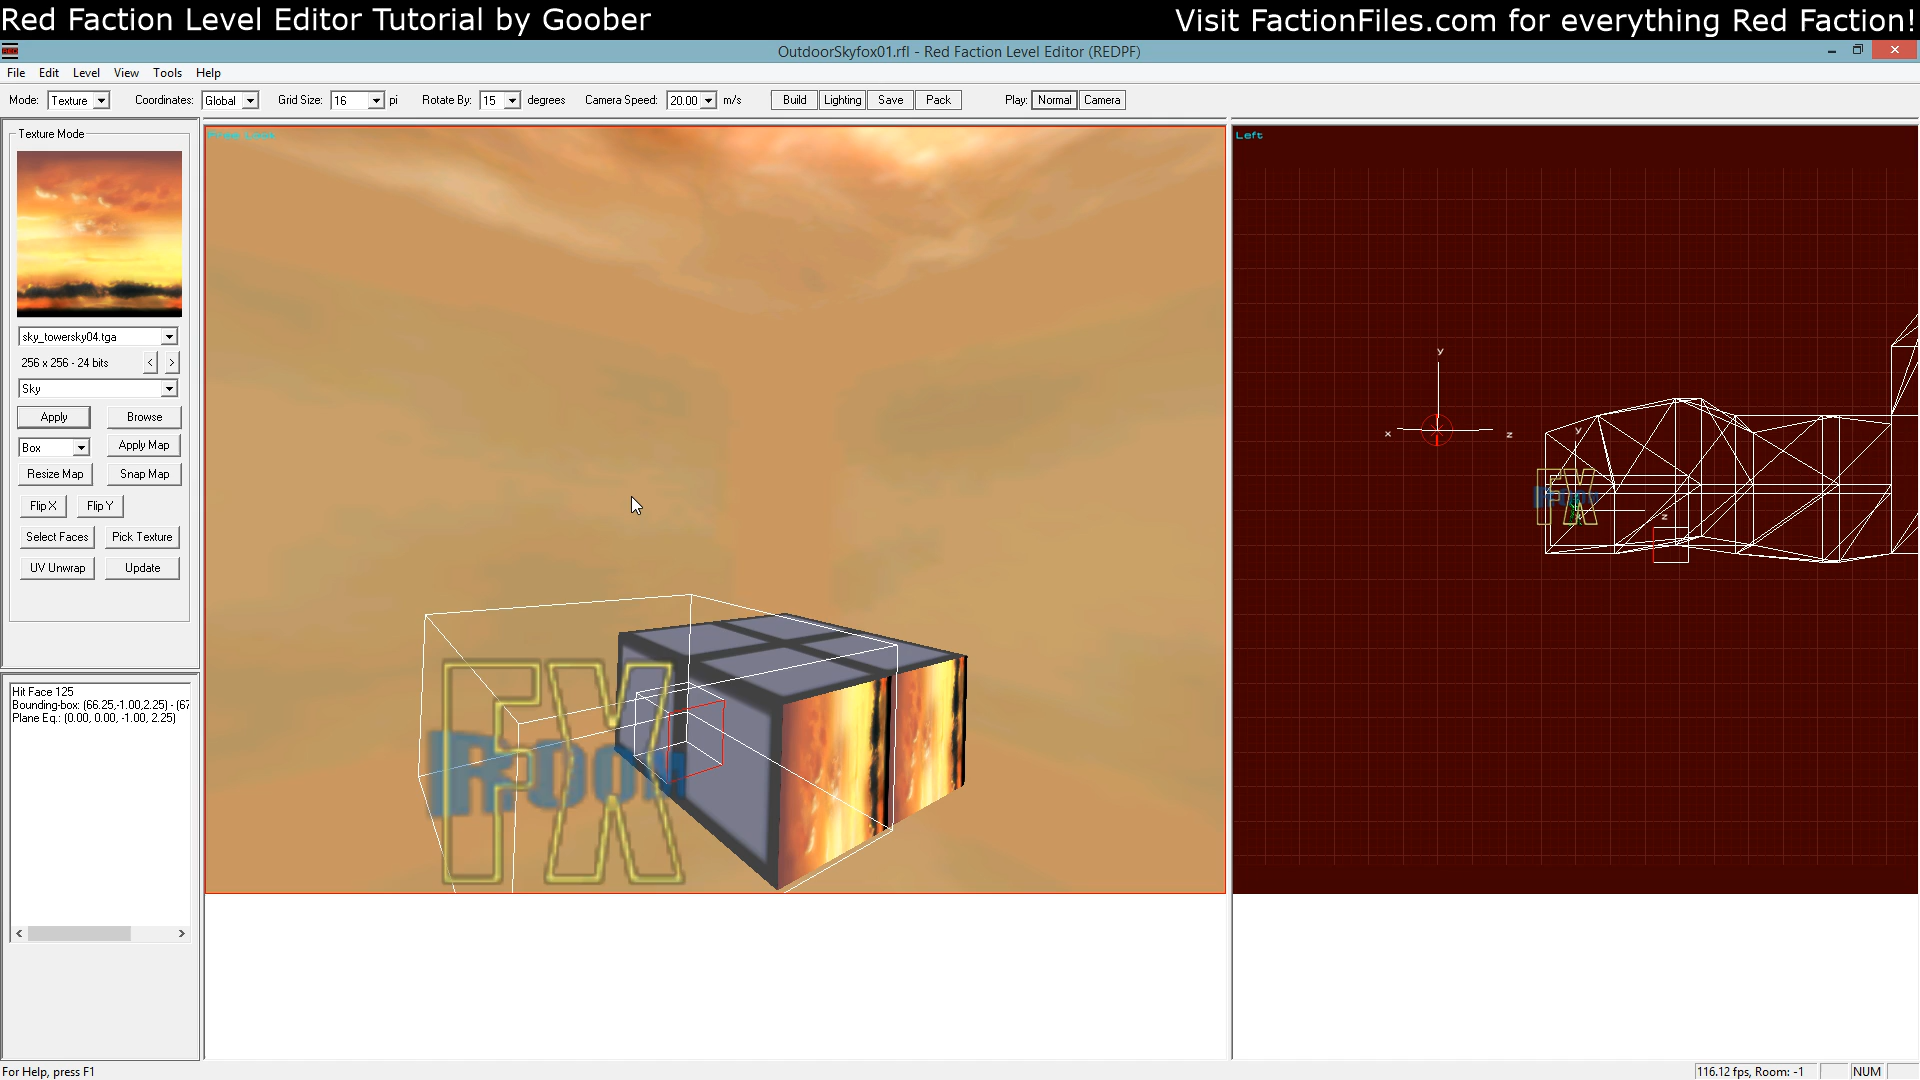 Red Faction Level Editor Tutorial by Goober
Visit FactionFiles.com for everything Red Faction!
OutdoorSkyfox01.rfl - Red Faction Level Editor (REDPF)
File Edit Level View Tools Help
Mode: Texture Coordinates: Global Grid Size: 16 pi Rotate By: 15 degrees Camera Speed: 20.00 m/s Build Lighting Save Pack Play: Normal Camera
Texture Mode
sky_towersky04.tga
256 x 256 - 24 bits < >
Sky
Apply Browse
Box Apply Map
Resize Map Snap Map
Flip X Flip Y
Select Faces Pick Texture
UV Unwrap Update
Hit Face 125
Bounding-box: (66.25,-1.00,2.25) - (67
Plane Eq.: (0.00, 0.00, -1.00, 2.25)
Free Look
FX
Room
Left
y
x
z
y
FX
Room
z
For Help, press F1
116.12 fps, Room: -1 NUM